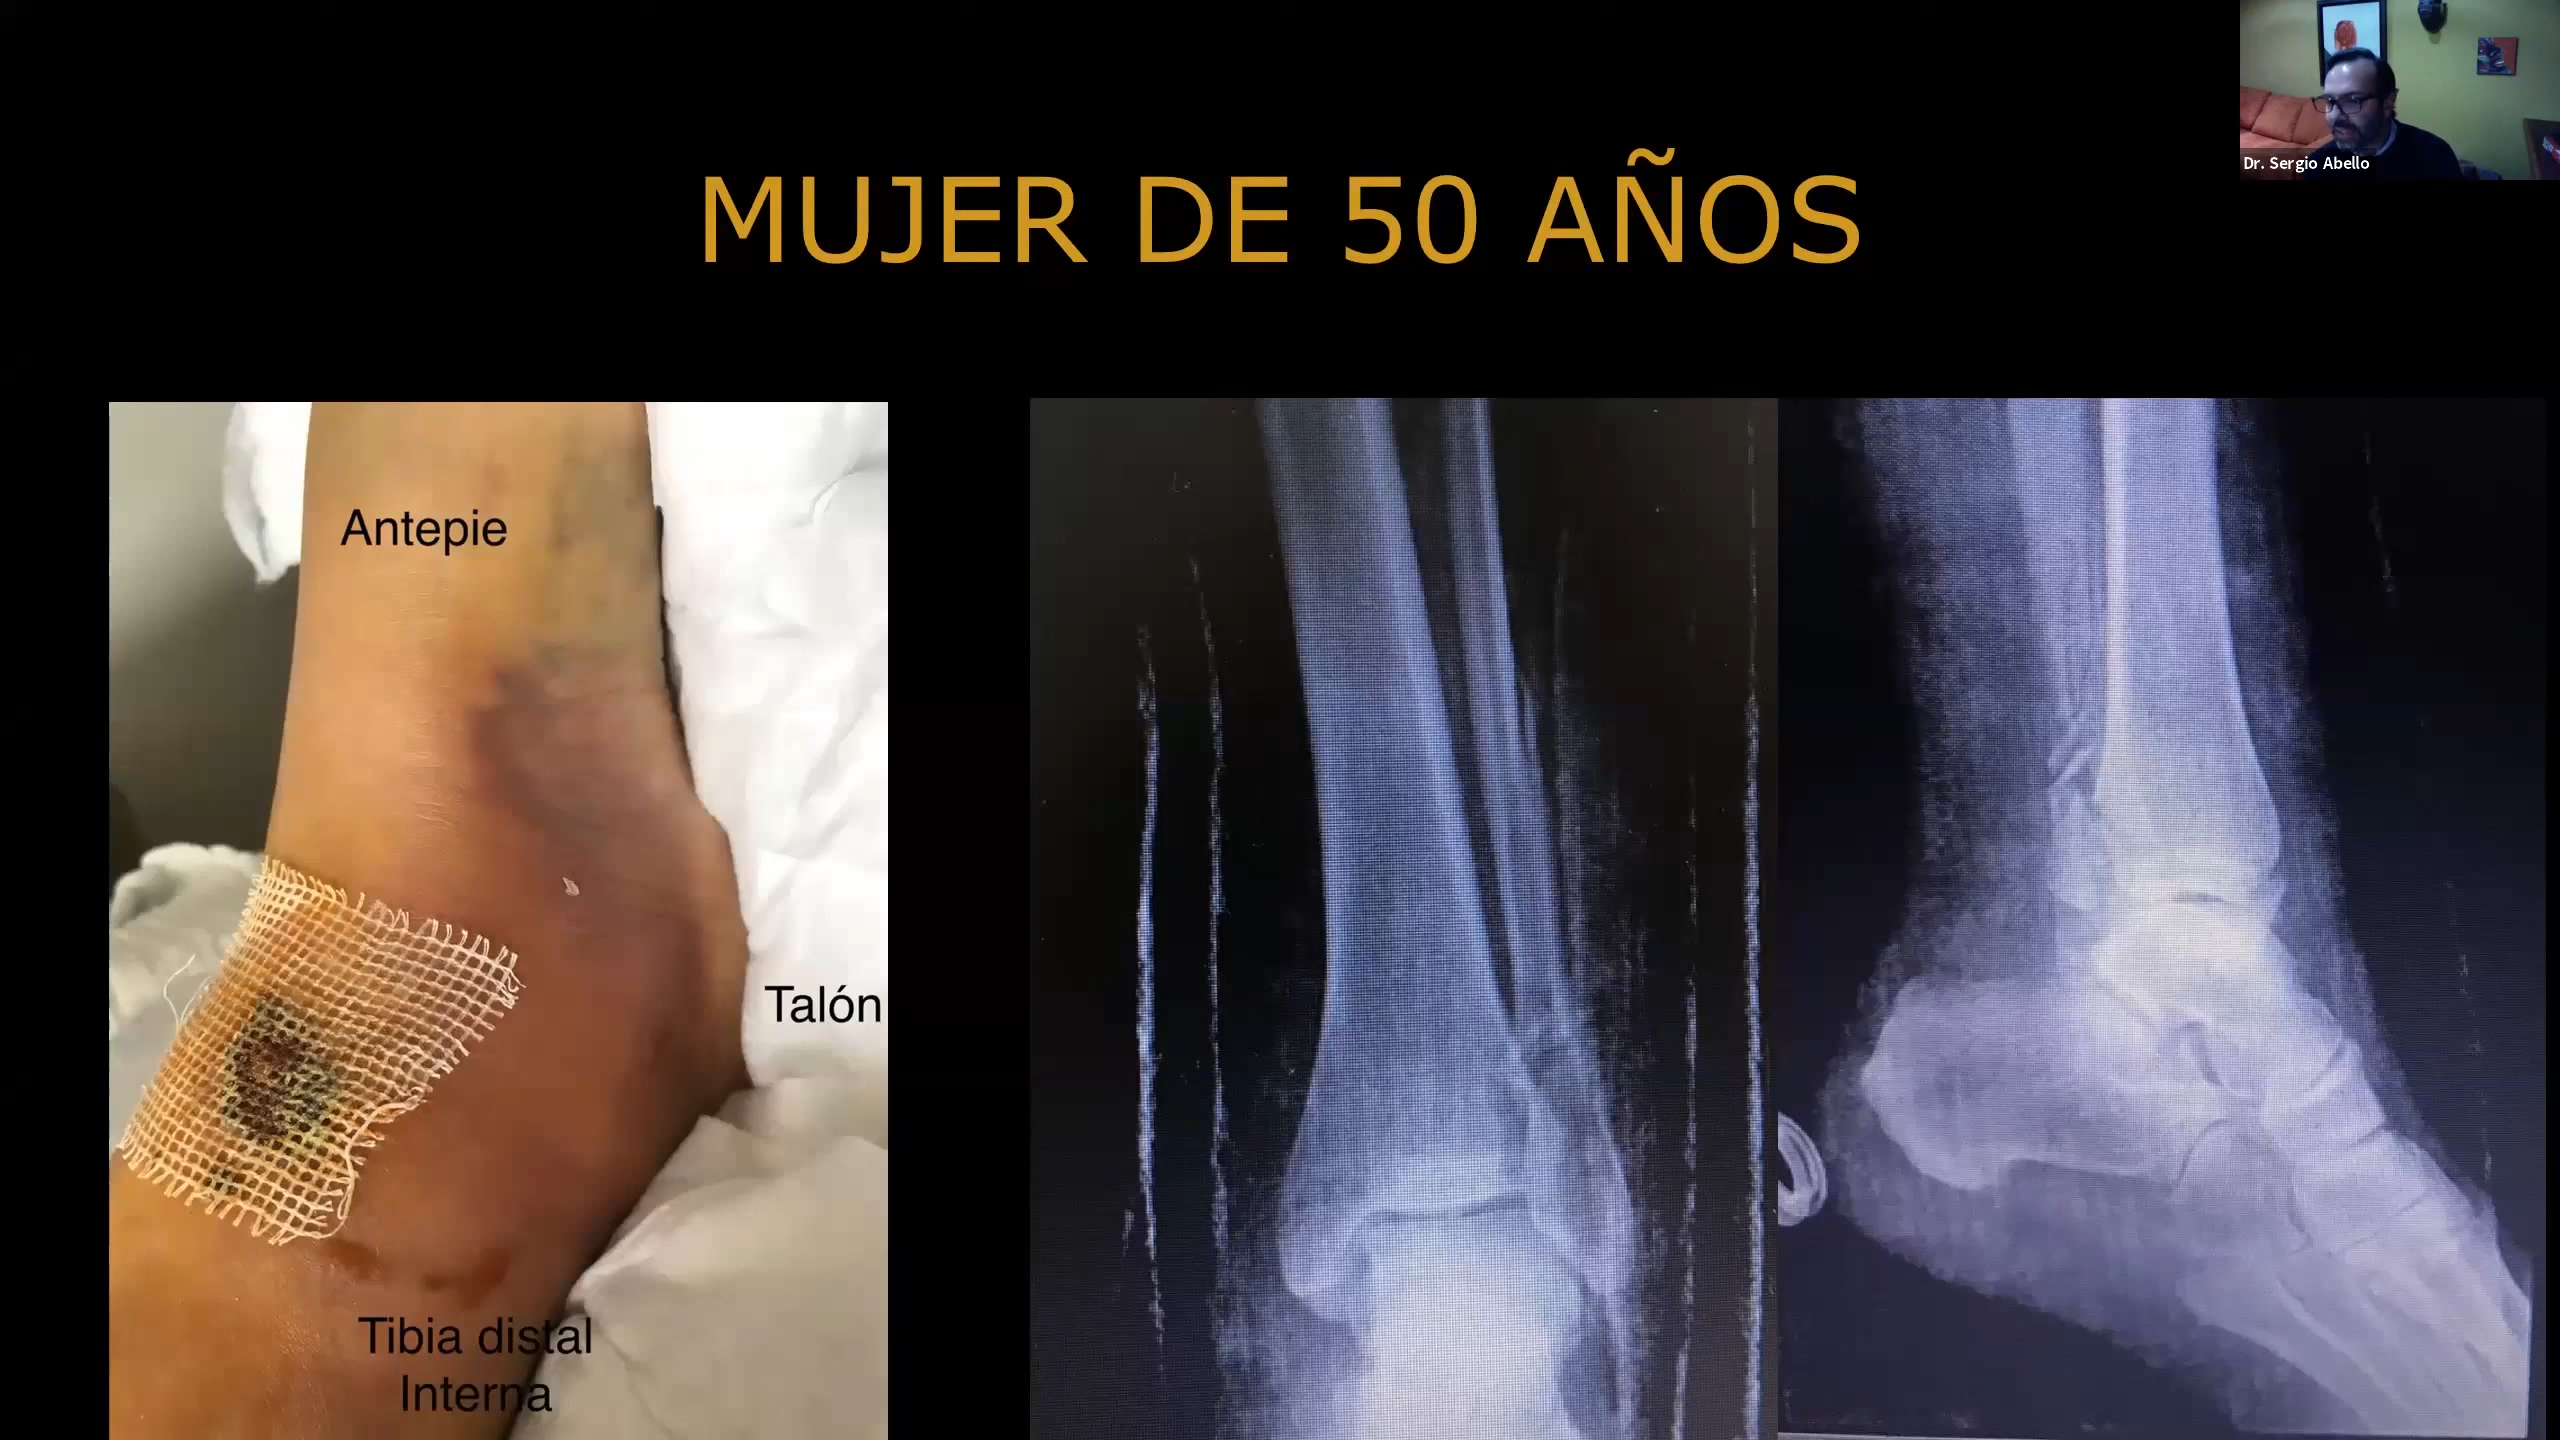 Dr. Sergio Abello
MUJER DE 50 AÑOS
Antepie
Talón
Tibia distal
Interna